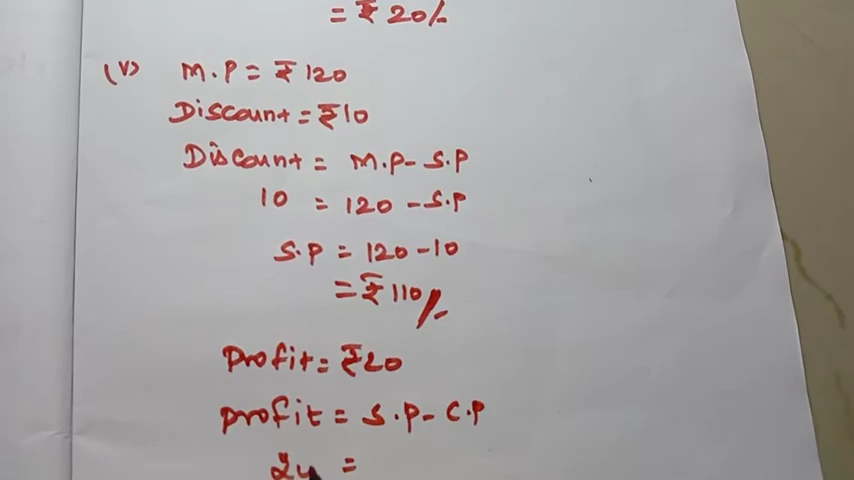 = ₹ 20/-
(v) M.P = ₹ 120
Discount = ₹10
Discount = M.P - S.P
10 = 120 - S.P
S.P = 120 - 10
= ₹ 110/-
Profit = ₹20
Profit = S.P - C.P
=